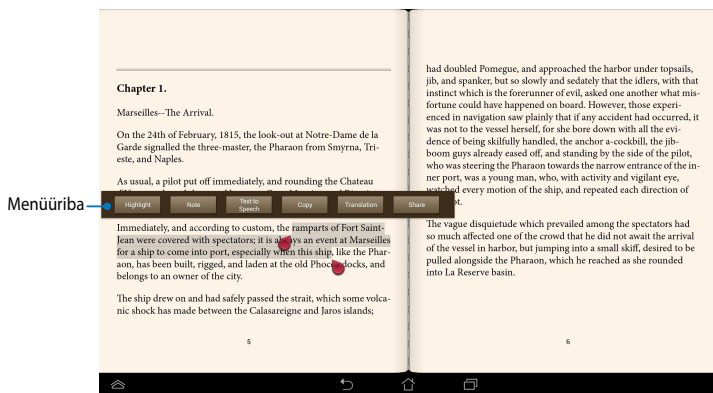 Chapter 1.
Marseilles--The Arrival.
On the 24th of February, 1815, the look-out at Notre-Dame de la
Garde signalled the three-master, the Pharaon from Smyrna, Tri-
este, and Naples.
As usual, a pilot put off immediately, and rounding the Chateau
Menüüriba
Highlight
Note
Text to
Speech
Copy
Translation
Share
Immediately, and according to custom, the ramparts of Fort Saint-
Jean were covered with spectators; it is always an event at Marseilles
for a ship to come into port, especially when this ship, like the Phar-
aon, has been built, rigged, and laden at the old Phocee docks, and
belongs to an owner of the city.
The ship drew on and had safely passed the strait, which some volca-
nic shock has made between the Calasareigne and Jaros islands;
5
had doubled Pomegue, and approached the harbor under topsails,
jib, and spanker, but so slowly and sedately that the idlers, with that
instinct which is the forerunner of evil, asked one another what mis-
fortune could have happened on board. However, those experi-
enced in navigation saw plainly that if any accident had occurred, it
was not to the vessel herself, for she bore down with all the evi-
dence of being skilfully handled, the anchor a-cockbill, the jib-
boom guys already eased off, and standing by the side of the pilot,
who was steering the Pharaon towards the narrow entrance of the in-
ner port, was a young man, who, with activity and vigilant eye,
watched every motion of the ship, and repeated each direction of
The vague disquietude which prevailed among the spectators had
so much affected one of the crowd that he did not await the arrival
of the vessel in harbor, but jumping into a small skiff, desired to be
pulled alongside the Pharaon, which he reached as she rounded
into La Reserve basin.
6